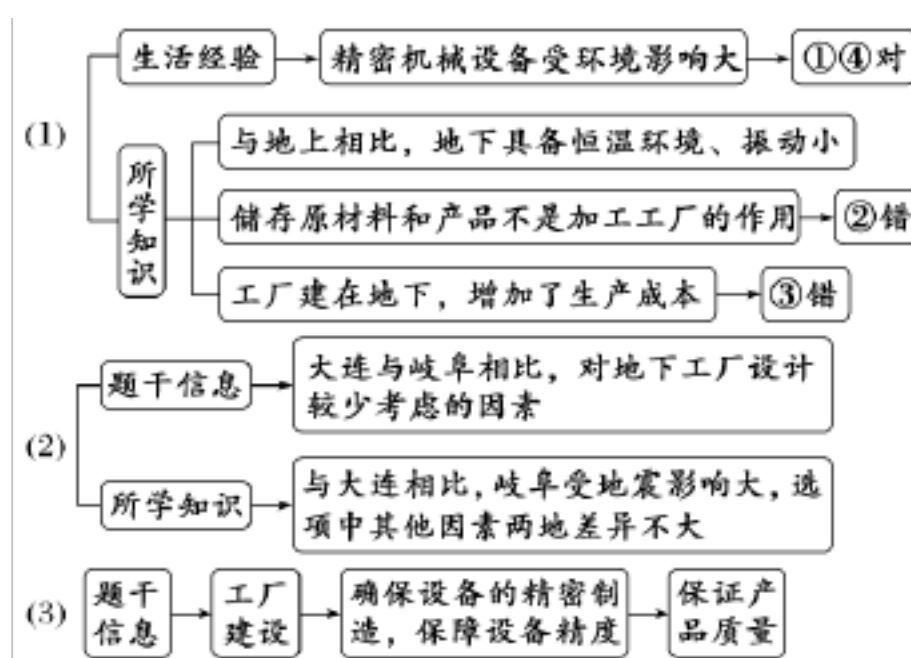 (1)
生活经验
精密机械设备受环境影响大
①④对
所学知识
与地上相比，地下具备恒温环境、振动小
储存原材料和产品不是加工工厂的作用
②错
工厂建在地下，增加了生产成本
③错
(2)
题干信息
大连与岐阜相比，对地下工厂设计
较少考虑的因素
所学知识
与大连相比，岐阜受地震影响大，选
项中其他因素两地差异不大
(3)
题干
信息
工厂
建设
确保设备的精密制
造，保障设备精度
保证产
品质量